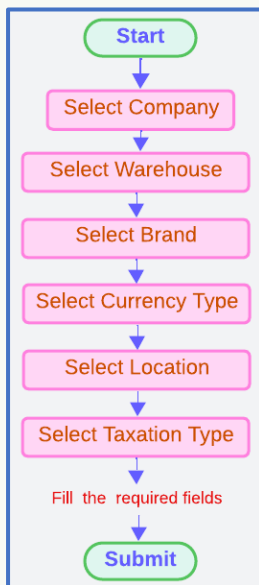 Start
Select Company
Select Warehouse
Select Brand
Select Currency Type
Select Location
Select Taxation Type
Fill the required fields
Submit